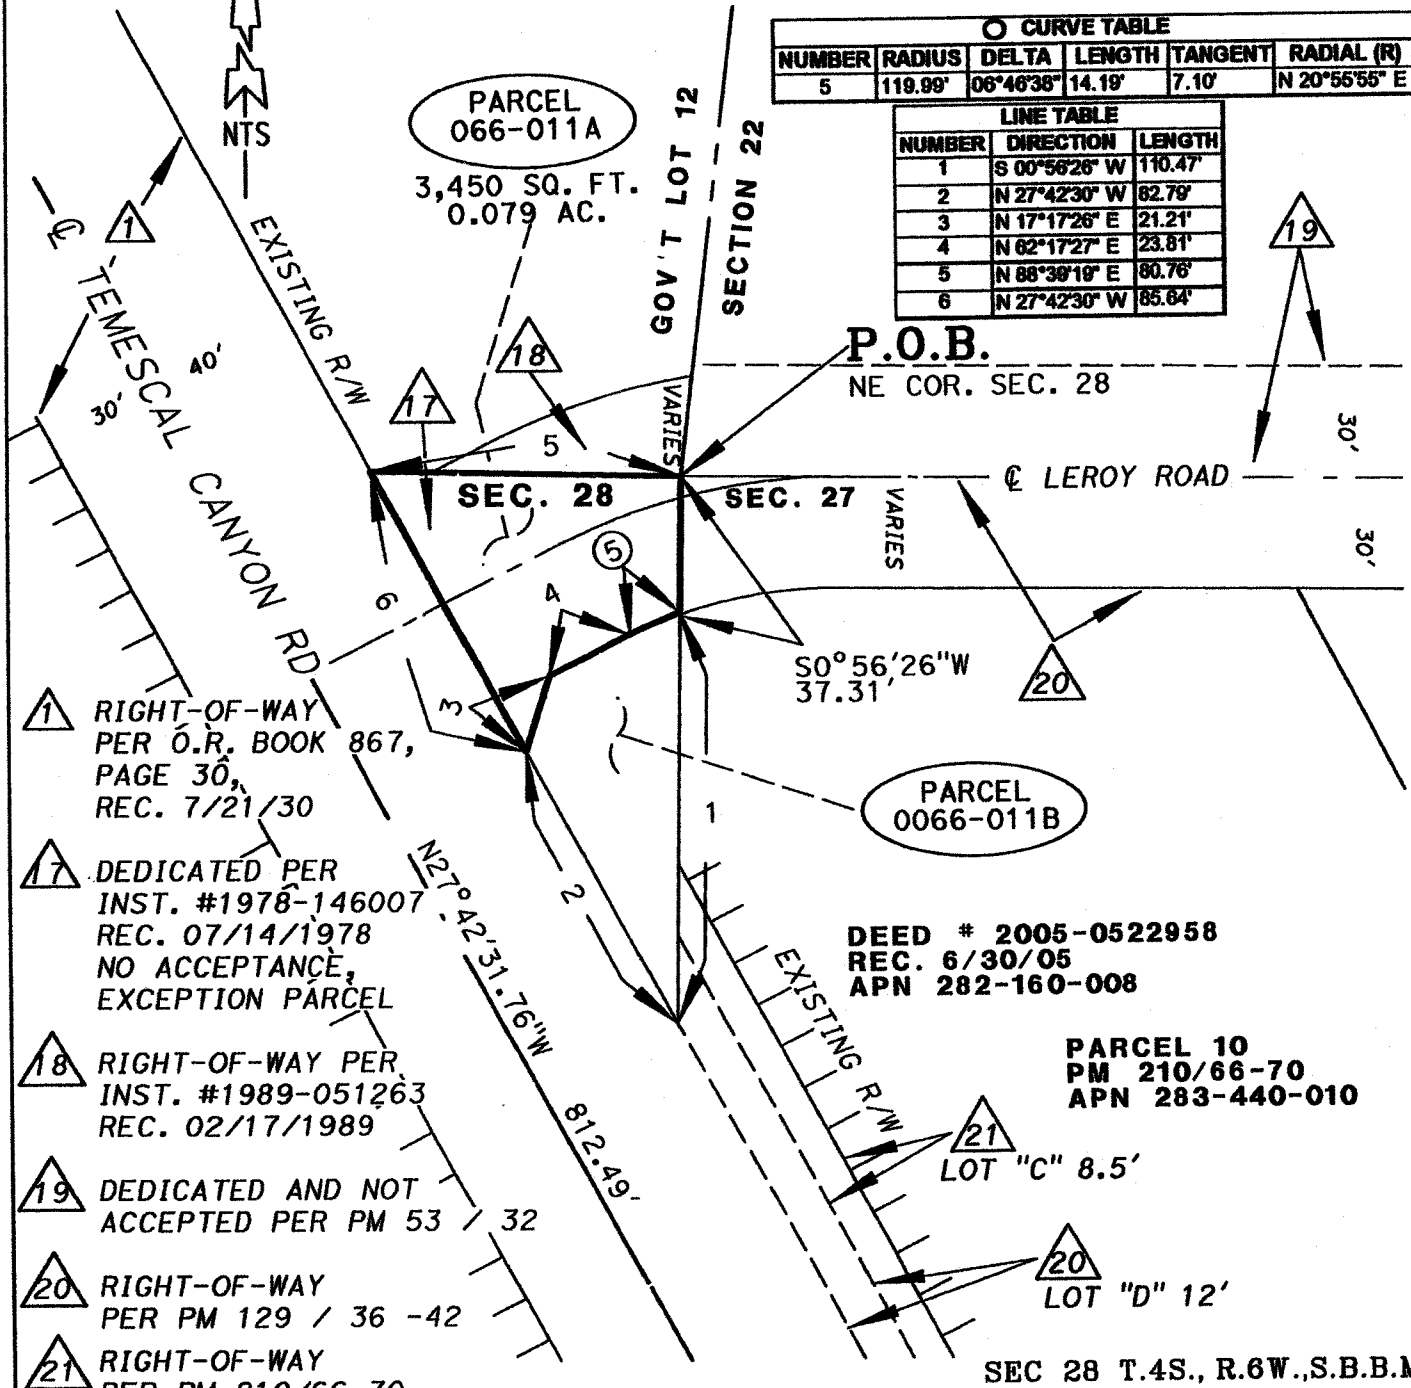 CURVE TABLE
NUMBER RADIUS DELTA LENGTH TANGENT RADIAL (R)
5 119.99' 06°46'38" 14.19' 7.10' N 20°55'55" E
LINE TABLE
NUMBER DIRECTION LENGTH
1 S 00°56'26" W 110.47'
2 N 27°42'30" W 82.79'
3 N 17°17'26" E 21.21'
4 N 62°17'27" E 23.81'
5 N 88°39'19" E 80.76'
6 N 27°42'30" W 85.64'
N
NTS
PARCEL
066-011A
3,450 SQ. FT.
0.079 AC.
GOV'T LOT 12
SECTION 22
1
19
℄ TEMESCAL CANYON RD
EXISTING R/W
40'
30'
18
17
P.O.B.
NE COR. SEC. 28
VARIES
5
SEC. 28
SEC. 27
℄ LEROY ROAD
30'
VARIES
30'
5
4
6
3
S0°56'26"W
37.31'
20
PARCEL
0066-011B
1
2
N27°42'31.76"W 812.49'
EXISTING R/W
DEED # 2005-0522958
REC. 6/30/05
APN 282-160-008
PARCEL 10
PM 210/66-70
APN 283-440-010
21
LOT "C" 8.5'
20
LOT "D" 12'
1 RIGHT-OF-WAY
PER O.R. BOOK 867,
PAGE 30,
REC. 7/21/30
17 DEDICATED PER
INST. #1978-146007
REC. 07/14/1978
NO ACCEPTANCE,
EXCEPTION PARCEL
18 RIGHT-OF-WAY PER
INST. #1989-051263
REC. 02/17/1989
19 DEDICATED AND NOT
ACCEPTED PER PM 53 / 32
20 RIGHT-OF-WAY
PER PM 129 / 36 -42
21 RIGHT-OF-WAY
PER PM 210/66-70
SEC 28 T.4S., R.6W.,S.B.B.M